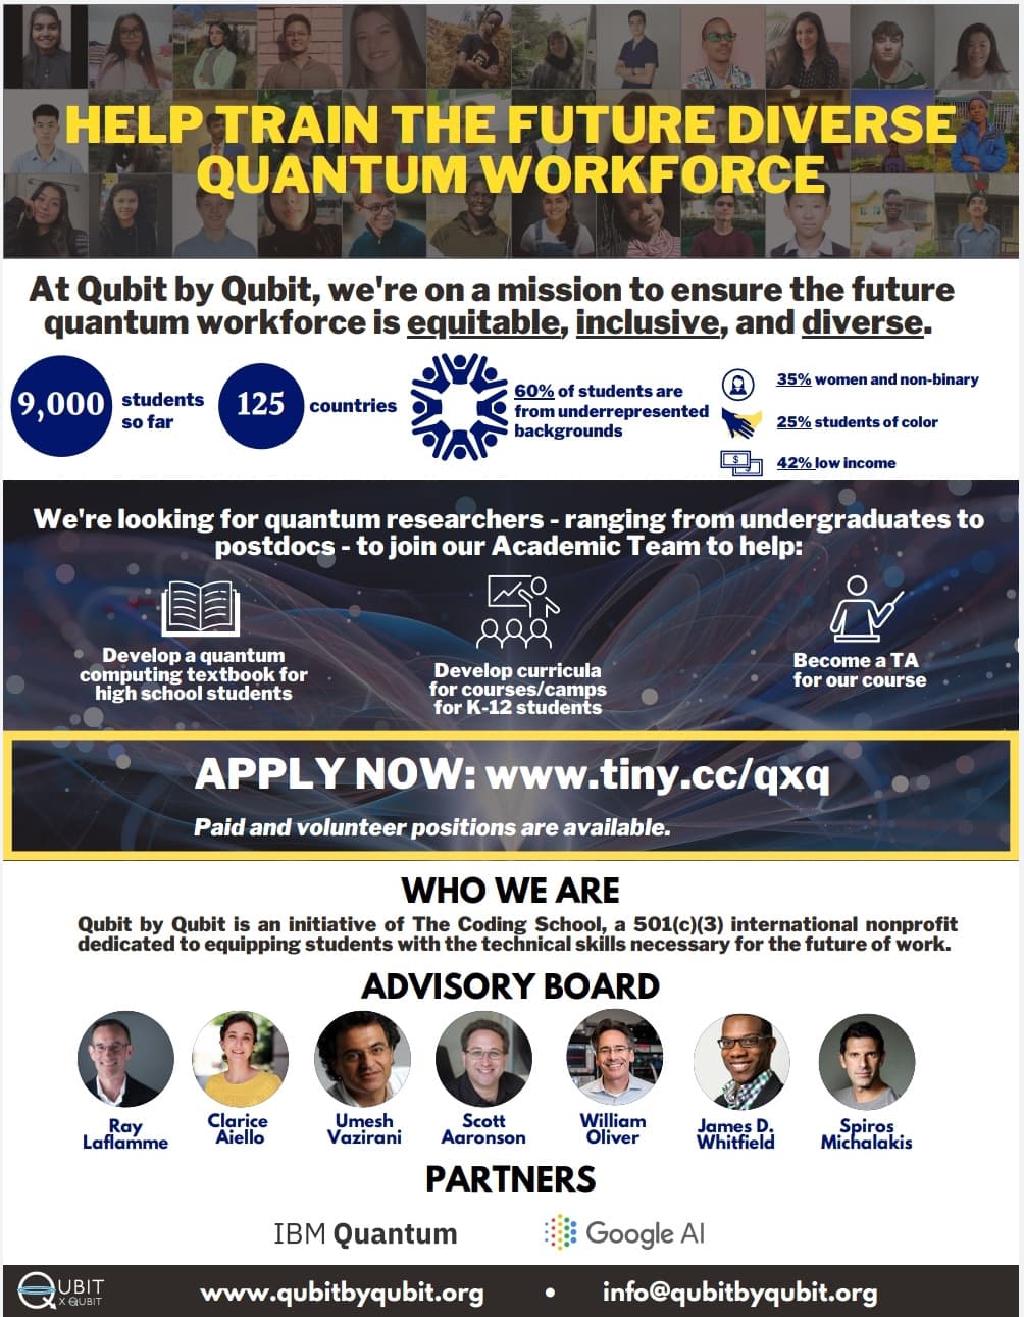 HELP TRAIN THE FUTURE DIVERSE
QUANTUM WORKFORCE
At Qubit by Qubit, we're on a mission to ensure the future
quantum workforce is equitable, inclusive, and diverse.
9,000
students
so far
125
countries
60% of students are
from underrepresented
backgrounds
35% women and non-binary
25% students of color
42% low income
We're looking for quantum researchers - ranging from undergraduates to
postdocs - to join our Academic Team to help:
Develop a quantum
computing textbook for
high school students
Develop curricula
for courses/camps
for K-12 students
Become a TA
for our course
APPLY NOW: www.tiny.cc/qxq
Paid and volunteer positions are available.
WHO WE ARE
Qubit by Qubit is an initiative of The Coding School, a 501(c)(3) international nonprofit
dedicated to equipping students with the technical skills necessary for the future of work.
ADVISORY BOARD
Ray
Laflamme
Clarice
Aiello
Umesh
Vazirani
Scott
Aaronson
William
Oliver
James D.
Whitfield
Spiros
Michalakis
PARTNERS
IBM Quantum
Google AI
QUBIT
X QUBIT
www.qubitbyqubit.org • info@qubitbyqubit.org